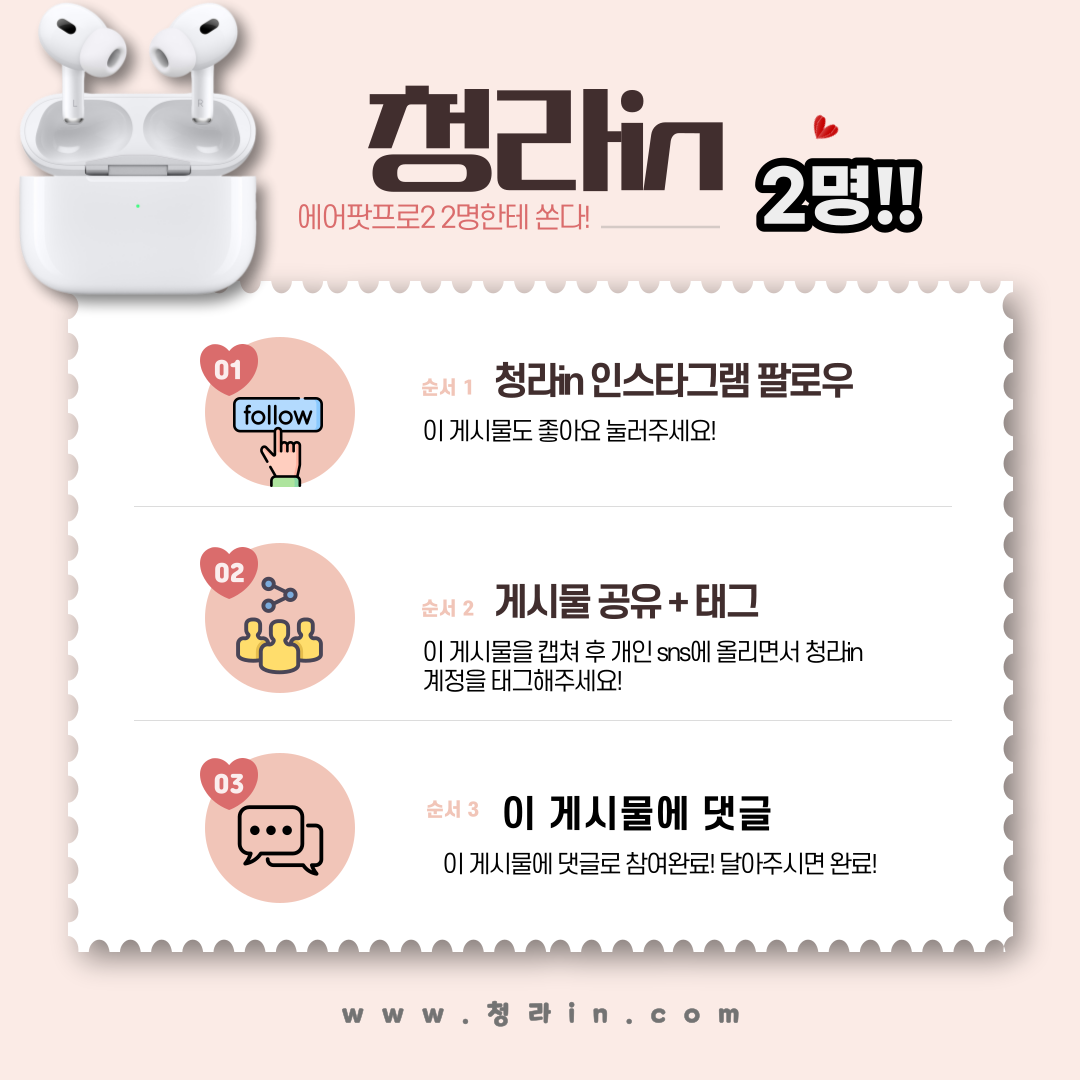 L
R
청라in
에어팟프로2 2명한테 쏜다!
2명!!
01
follow
순서 1 청라in 인스타그램 팔로우
이 게시물도 좋아요 눌러주세요!
02
순서 2 게시물 공유 + 태그
이 게시물을 캡쳐 후 개인 sns에 올리면서 청라in
계정을 태그해주세요!
03
순서 3 이 게시물에 댓글
이 게시물에 댓글로 참여완료! 달아주시면 완료!
www.청라in.com